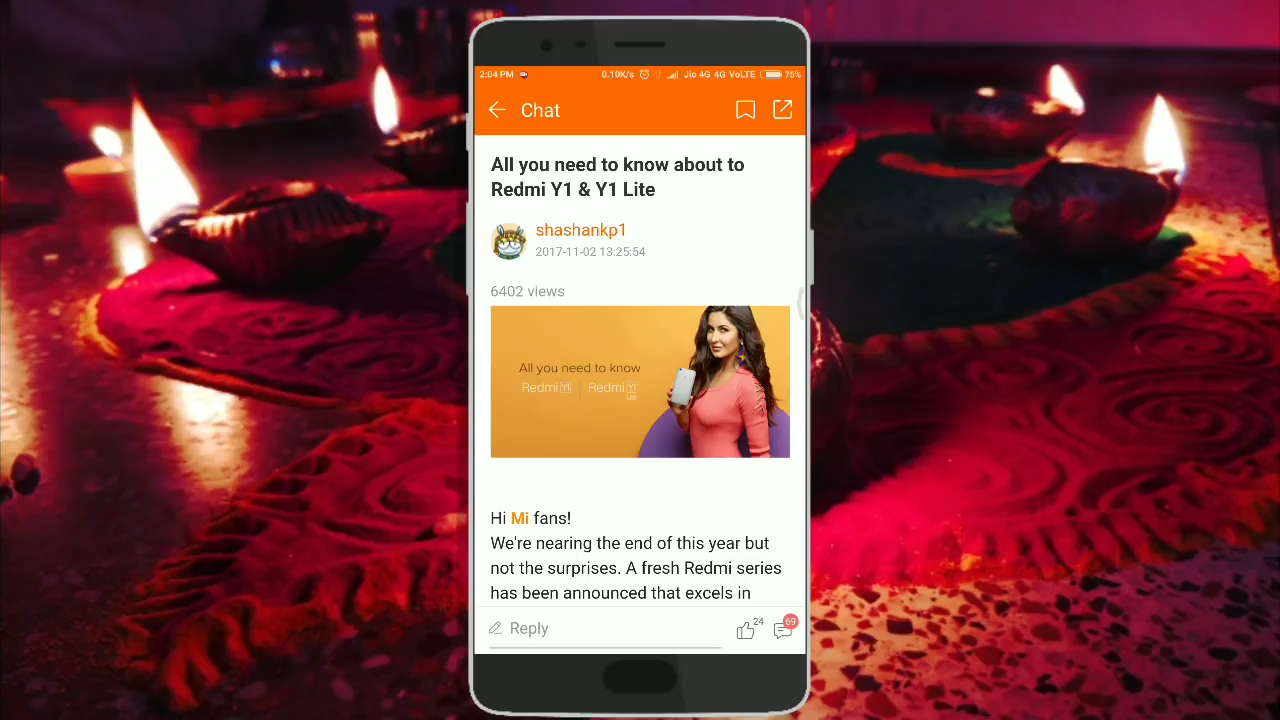 2:04 PM 0.10K/s Jio 4G 4G VoLTE 75%
Chat
All you need to know about to
Redmi Y1 & Y1 Lite
shashankp1
2017-11-02 13:25:54
6402 views
All you need to know
Redmi Y1 | Redmi Y1
Hi Mi fans!
We're nearing the end of this year but
not the surprises. A fresh Redmi series
has been announced that excels in
Reply 24 69